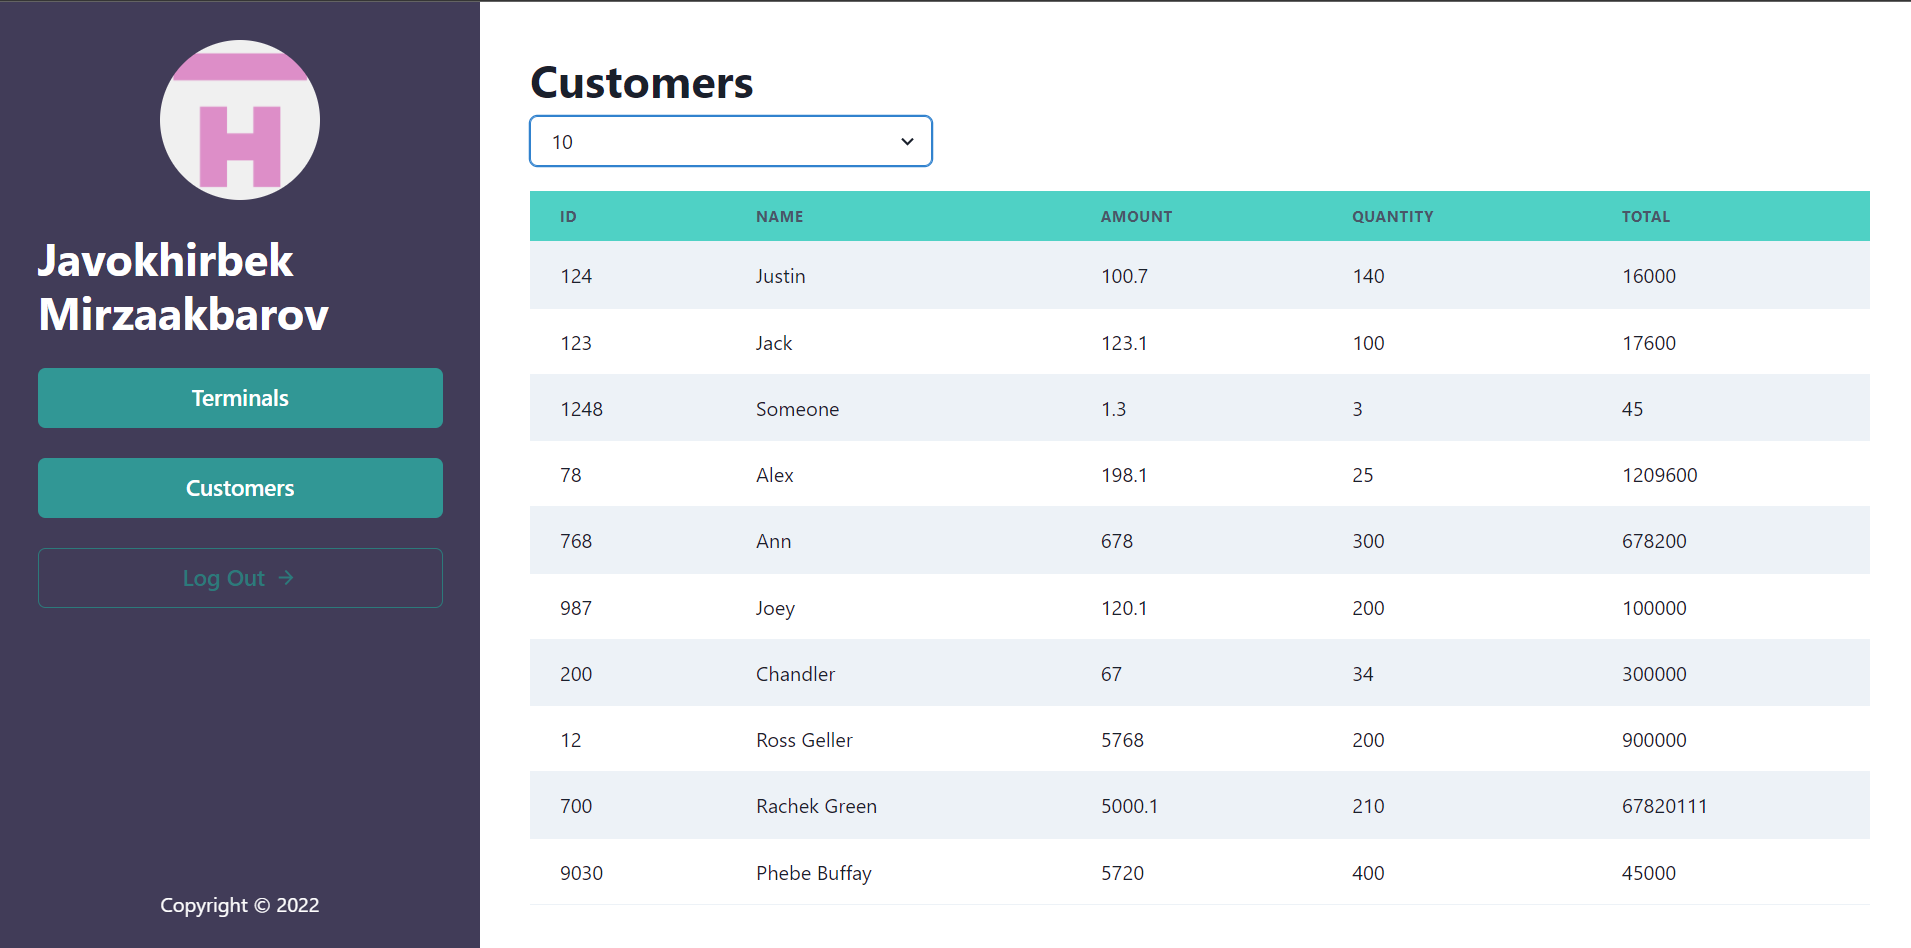 H
Javokhirbek
Mirzaakbarov
Terminals
Customers
Log Out →
Copyright © 2022
Customers
10
ID NAME AMOUNT QUANTITY TOTAL
124 Justin 100.7 140 16000
123 Jack 123.1 100 17600
1248 Someone 1.3 3 45
78 Alex 198.1 25 1209600
768 Ann 678 300 678200
987 Joey 120.1 200 100000
200 Chandler 67 34 300000
12 Ross Geller 5768 200 900000
700 Rachek Green 5000.1 210 67820111
9030 Phebe Buffay 5720 400 45000